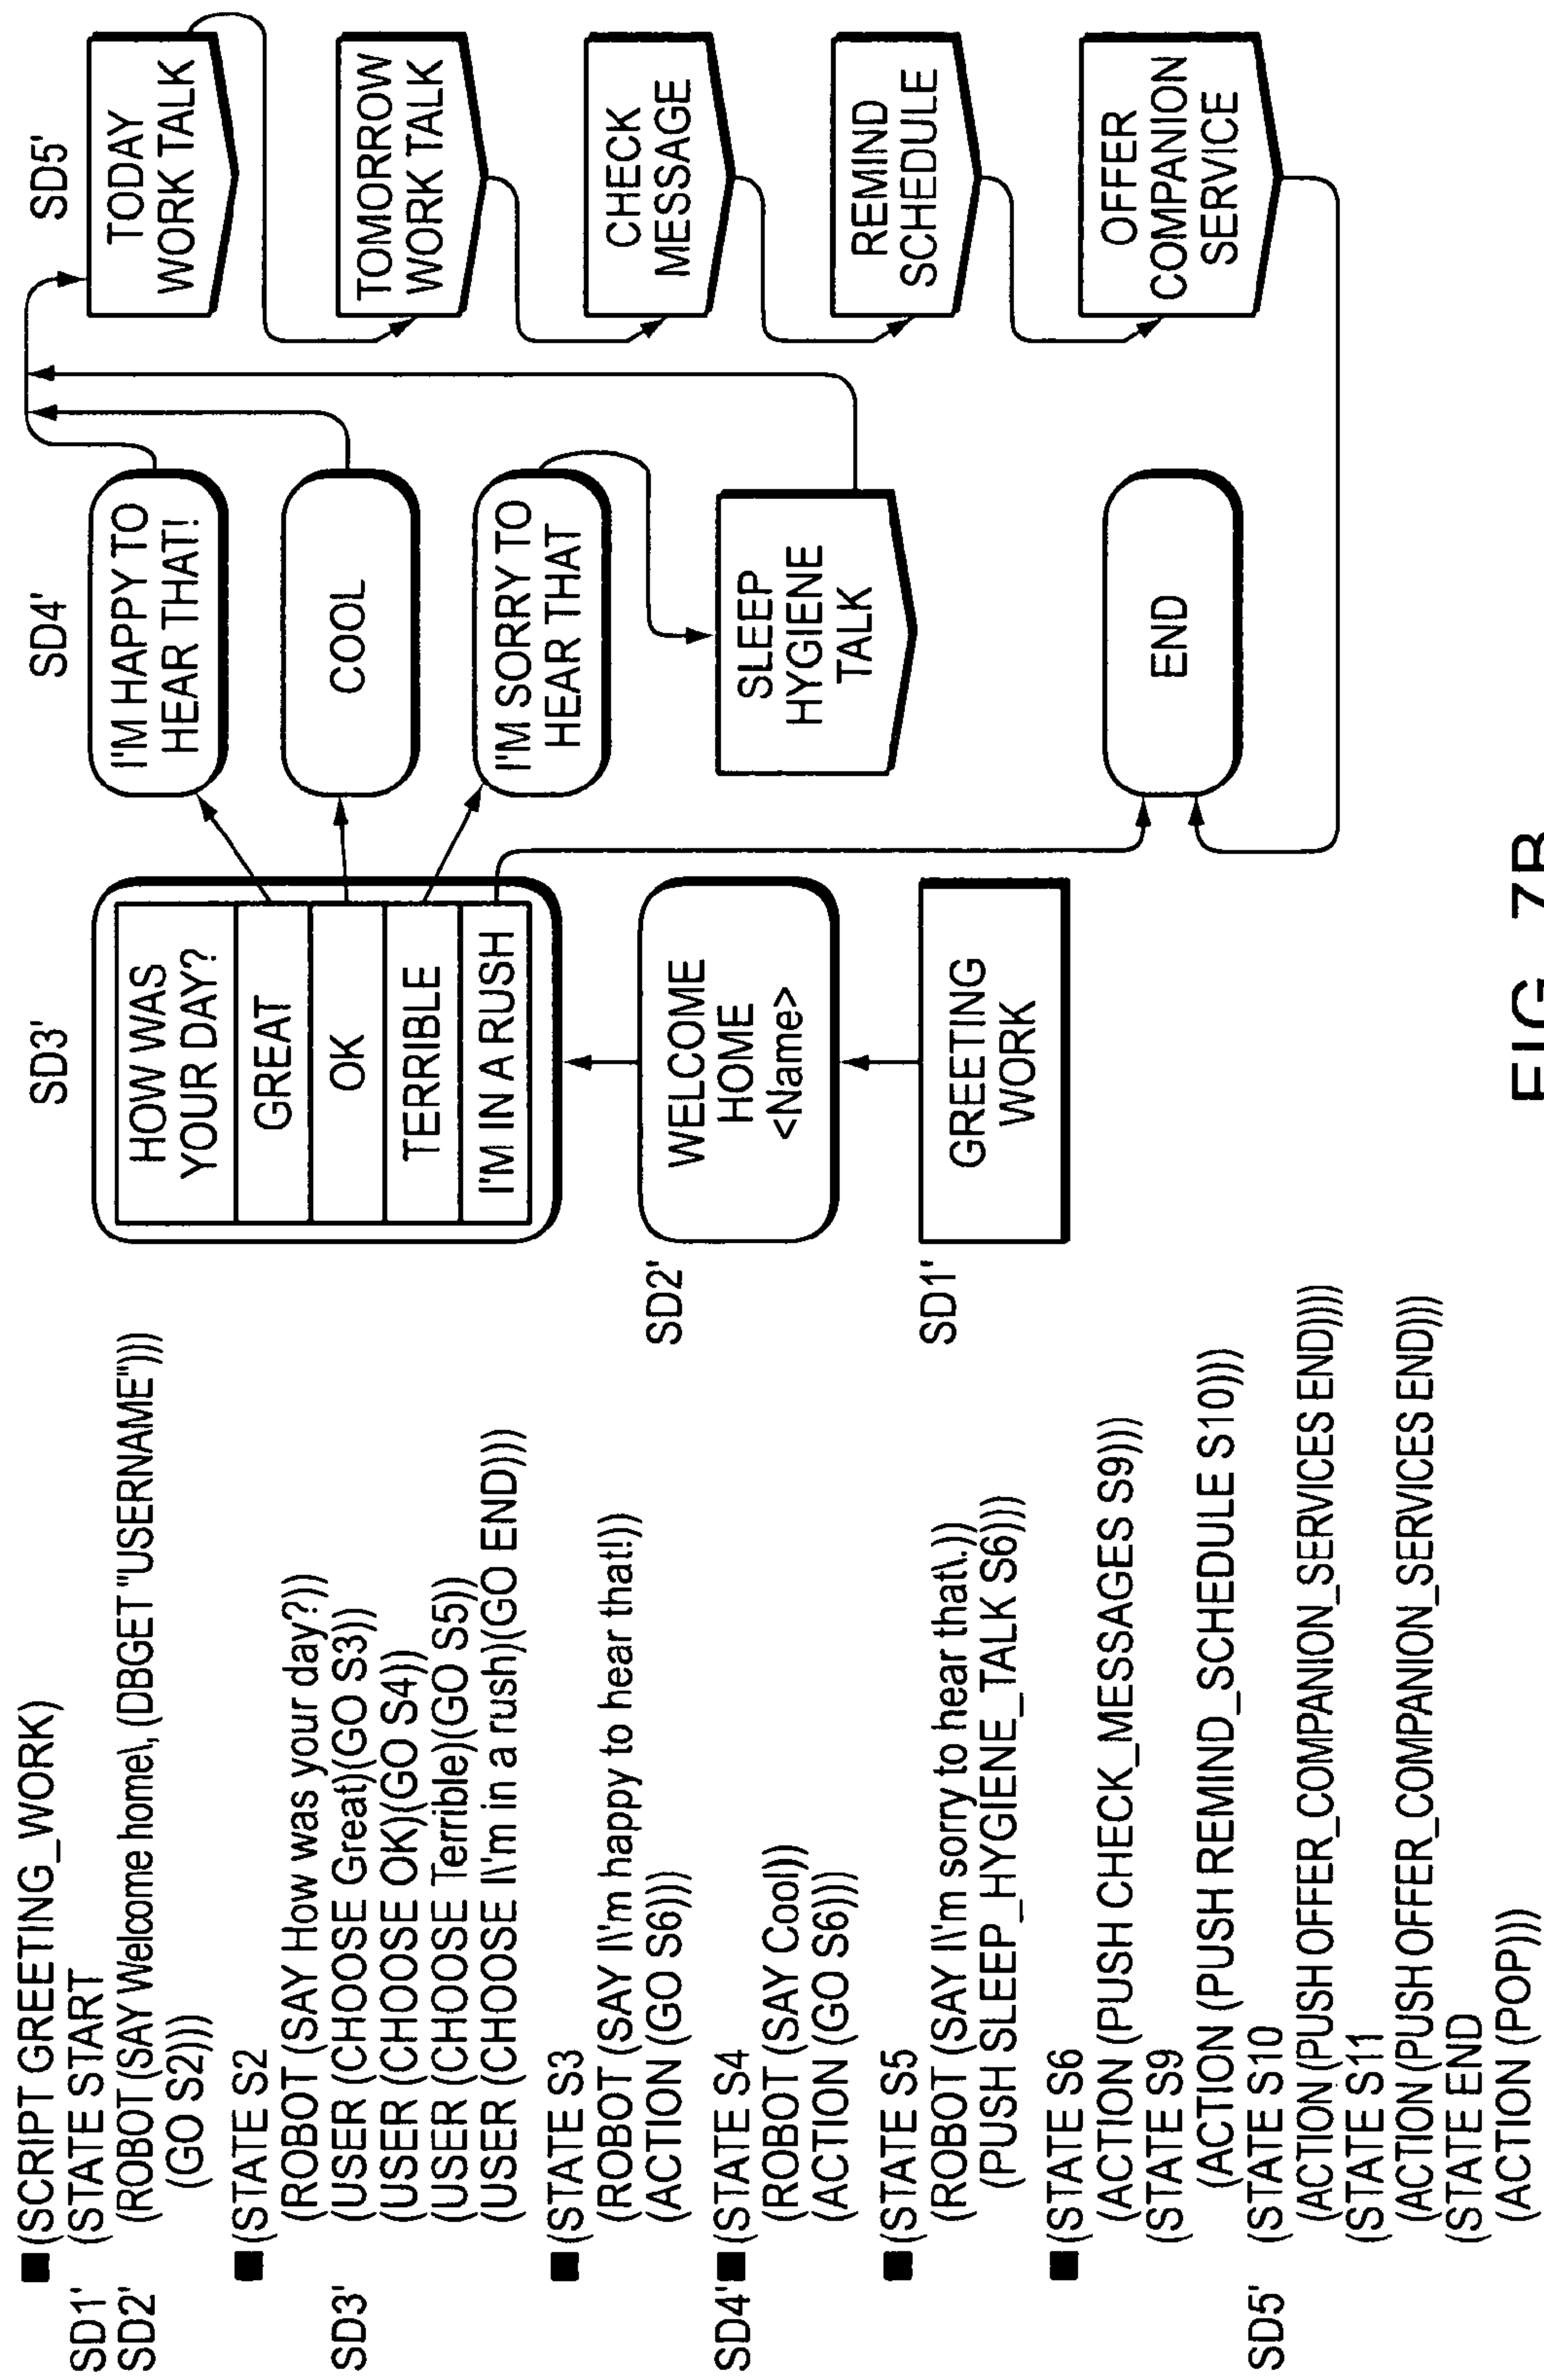 ■ (SCRIPT GREETING_WORK)
SD1' (STATE START
SD2' (ROBOT (SAY Welcome home\, (DBGET "USERNAME")))
(GO S2)))
■ (STATE S2
(ROBOT (SAY How was your day?)))
SD3' (USER (CHOOSE Great)(GO S3)))
(USER (CHOOSE OK)(GO S4))
(USER (CHOOSE Terrible)(GO S5))
(USER (CHOOSE I\'m in a rush)(GO END))))
■ (STATE S3
(ROBOT (SAY I\'m happy to hear that!))
(ACTION (GO S6))))
SD4' ■ (STATE S4
(ROBOT (SAY Cool))
(ACTION (GO S6))))
■ (STATE S5
(ROBOT (SAY I\'m sorry to hear that\.))
(PUSH SLEEP_HYGIENE_TALK S6))))
■ (STATE S6
(ACTION (PUSH CHECK_MESSAGES S9)))
(STATE S9
(ACTION (PUSH REMIND_SCHEDULE S10)))
SD5' (STATE S10
(ACTION (PUSH OFFER_COMPANION_SERVICES END)))))
(STATE S11
(ACTION (PUSH OFFER_COMPANION_SERVICES END)))
(STATE END
(ACTION (POP)))
SD3'
HOW WAS
YOUR DAY?
GREAT
OK
TERRIBLE
I'M IN A RUSH
SD2'
WELCOME
HOME
<Name>
SD1'
GREETING
WORK
SD4'
I'M HAPPY TO
HEAR THAT!
COOL
I'M SORRY TO
HEAR THAT
SLEEP
HYGIENE
TALK
END
SD5'
TODAY
WORK TALK
TOMORROW
WORK TALK
CHECK
MESSAGE
REMIND
SCHEDULE
OFFER
COMPANION
SERVICE
FIG. 7B